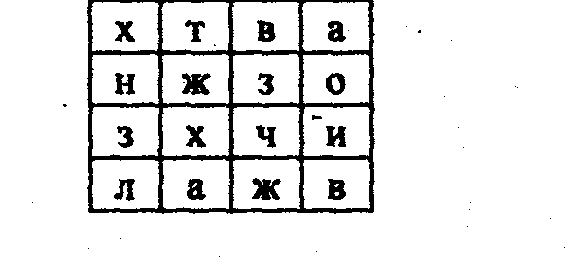 х т в а
н ж з о
з х ч и
л а ж в